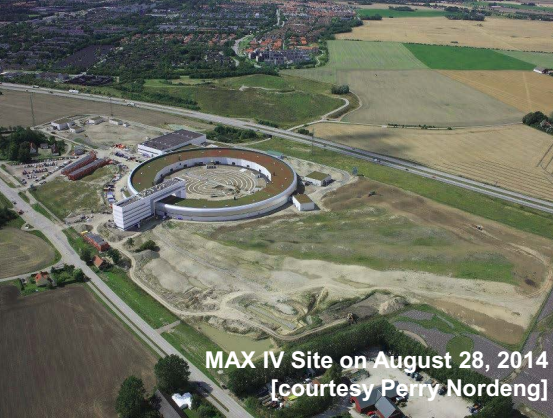 MAX IV Site on August 28, 2014
[courtesy Perry Nordeng]